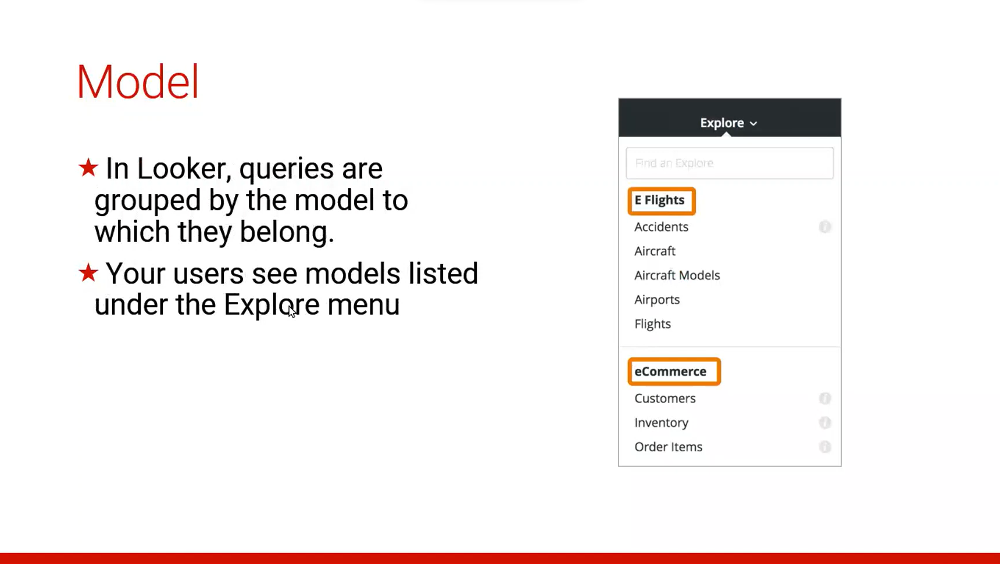 Model
★ In Looker, queries are
grouped by the model to
which they belong.
★ Your users see models listed
under the Explore menu
Explore
Find an Explore
E Flights
Accidents
Aircraft
Aircraft Models
Airports
Flights
eCommerce
Customers
Inventory
Order Items